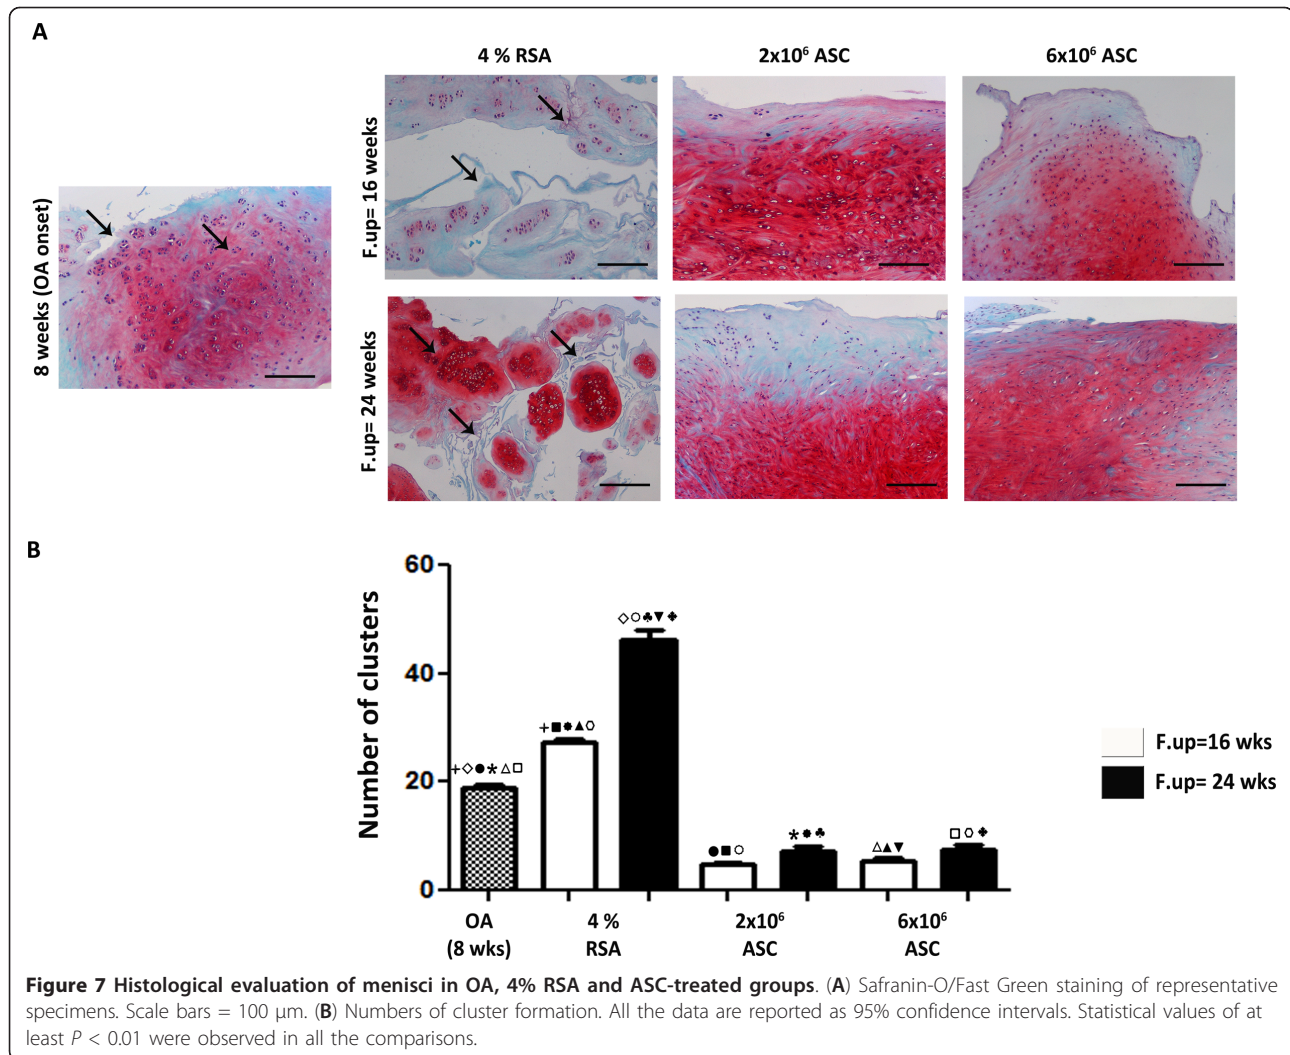 A
4 % RSA
2x10⁶ ASC
6x10⁶ ASC
8 weeks (OA onset)
F.up= 16 weeks
F.up= 24 weeks
B
Number of clusters
60
40
20
0
+◇●*△□
+■✸▲⬡
◇○♣▼✤
●■○
*✸♣
△▲▼
□⬡✤
F.up=16 wks
F.up= 24 wks
OA
(8 wks)
4 %
RSA
2x10⁶
ASC
6x10⁶
ASC
Figure 7 Histological evaluation of menisci in OA, 4% RSA and ASC-treated groups. (A) Safranin-O/Fast Green staining of representative
specimens. Scale bars = 100 μm. (B) Numbers of cluster formation. All the data are reported as 95% confidence intervals. Statistical values of at
least P < 0.01 were observed in all the comparisons.